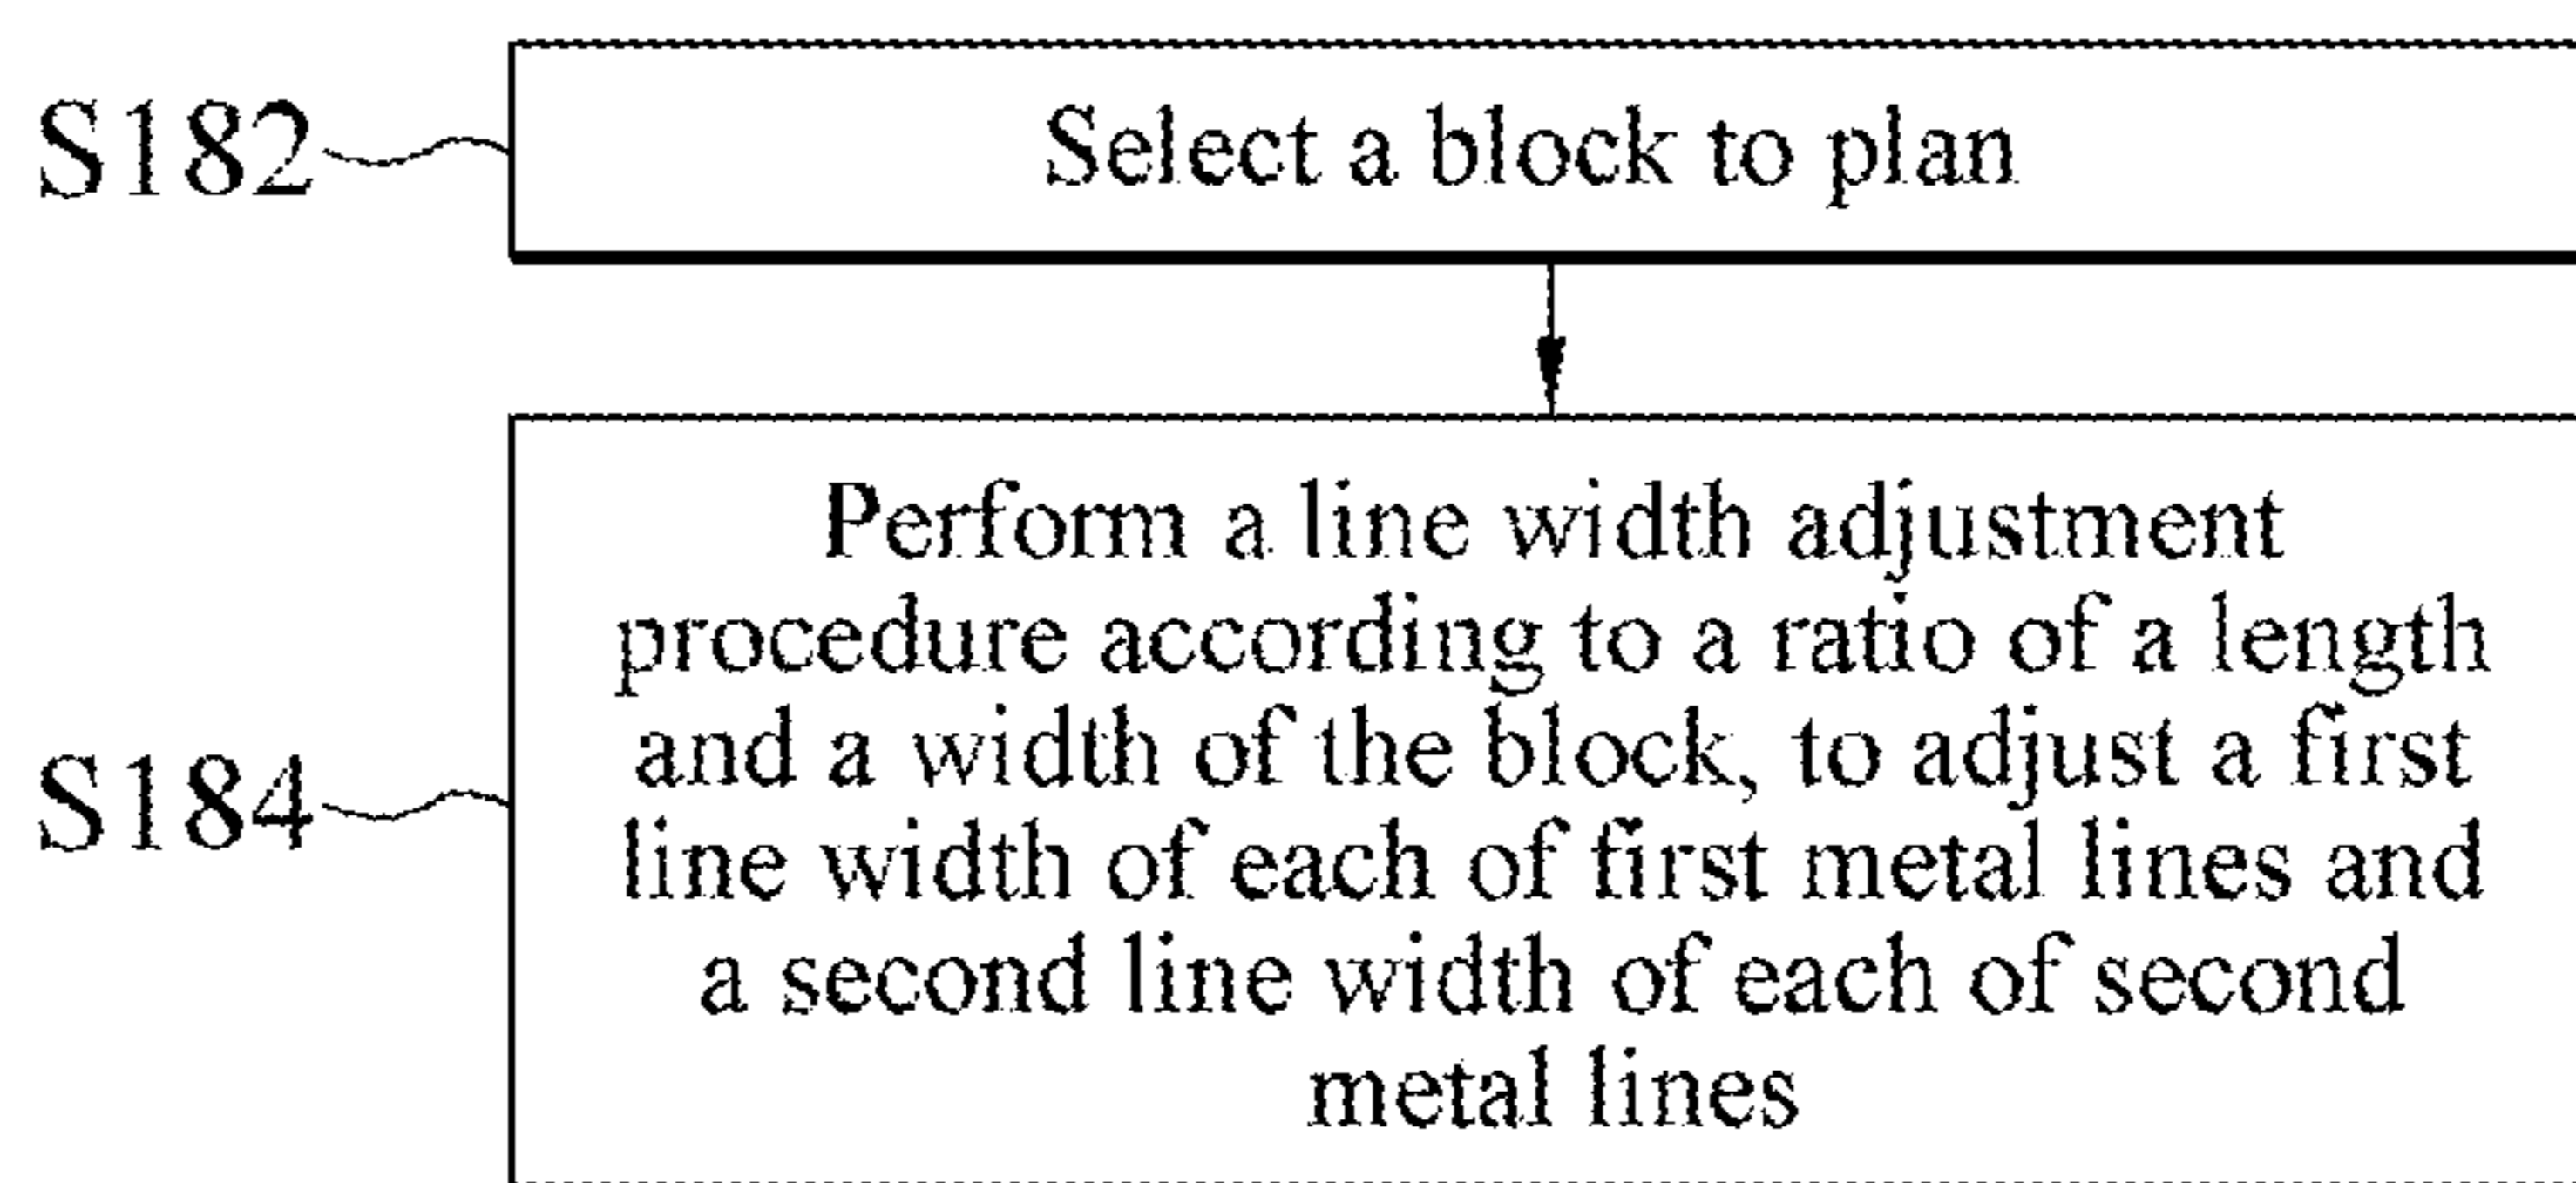 S182
Select a block to plan
S184
Perform a line width adjustment
procedure according to a ratio of a length
and a width of the block, to adjust a first
line width of each of first metal lines and
a second line width of each of second
metal lines